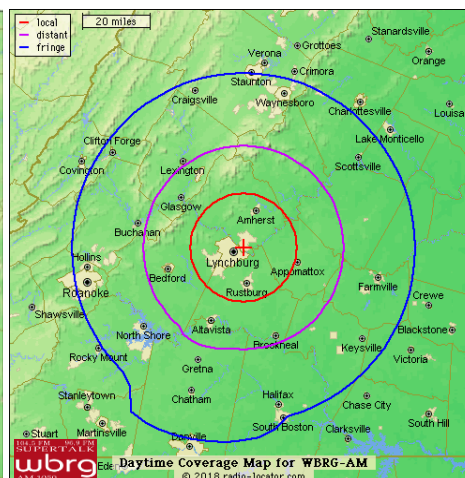 local
distant
fringe
20 miles
Stanardsville
Grottoes
Verona
Orange
Crimora
Staunton
Craigsville
Waynesboro
Charlottesville
Louisa
Lake Monticello
Clifton Forge
Covington
Lexington
Scottsville
Glasgow
Amherst
Buchanan
Lynchburg
Hollins
Bedford
Appomattox
Roanoke
Rustburg
Farmville
Crewe
Shawsville
Altavista
Blackstone
North Shore
Brookneal
Keysville
Victoria
Rocky Mount
Gretna
Chatham
Chase City
Stanleytown
Halifax
South Hill
South Boston
Stuart
Martinsville
Clarksville
Danville
104.5 FM 96.9 FM
SUPERTALK
wbrg
AM 1050
Daytime Coverage Map for WBRG-AM
© 2018 radio-locator.com